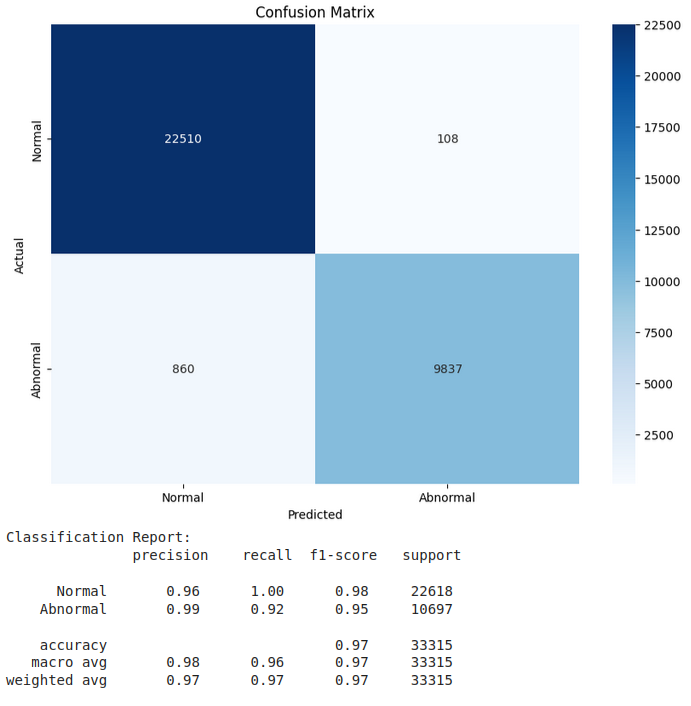 Confusion Matrix
22500
20000
17500
15000
12500
10000
7500
5000
2500
Actual
Normal
Abnormal
22510 108
860 9837
Normal Abnormal
Predicted
Classification Report:
precision recall f1-score support
Normal 0.96 1.00 0.98 22618
Abnormal 0.99 0.92 0.95 10697
accuracy 0.97 33315
macro avg 0.98 0.96 0.97 33315
weighted avg 0.97 0.97 0.97 33315